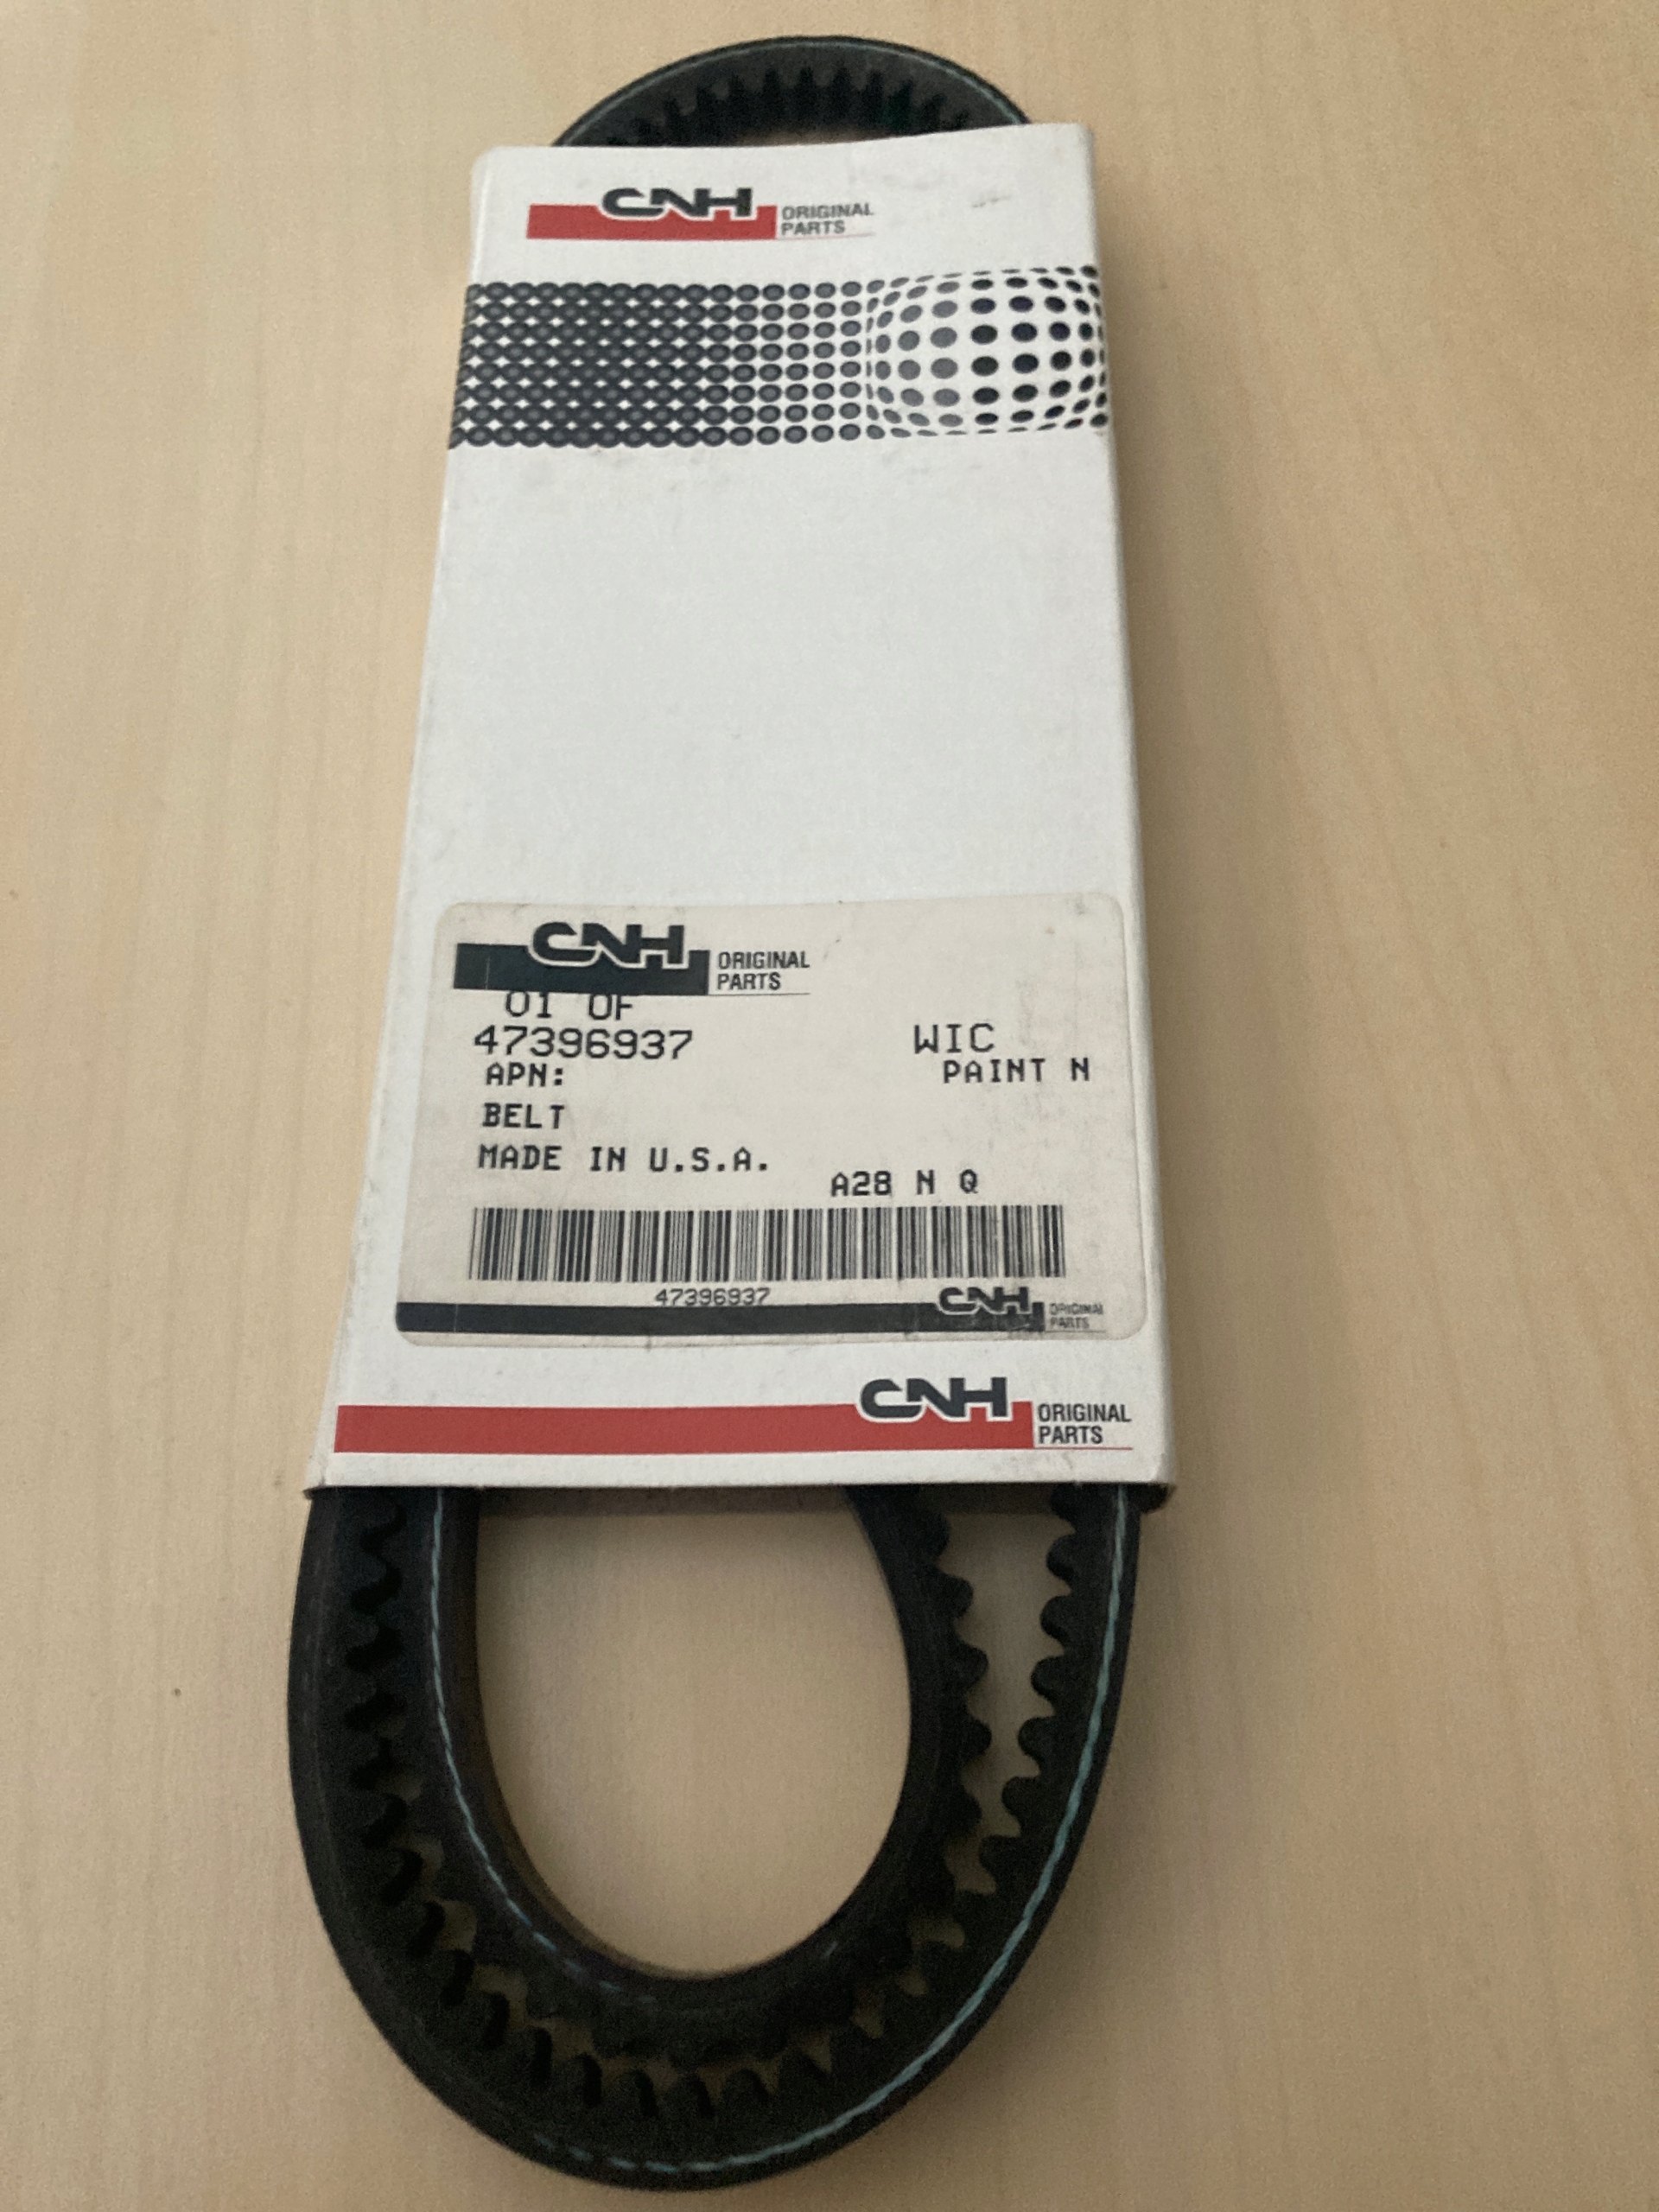 CNH ORIGINAL
PARTS
CNH ORIGINAL
PARTS
01 OF
47396937 WIC
APN: PAINT N
BELT
MADE IN U.S.A.
A28 N Q
47396937
CNH ORIGINAL
PARTS
CNH ORIGINAL
PARTS